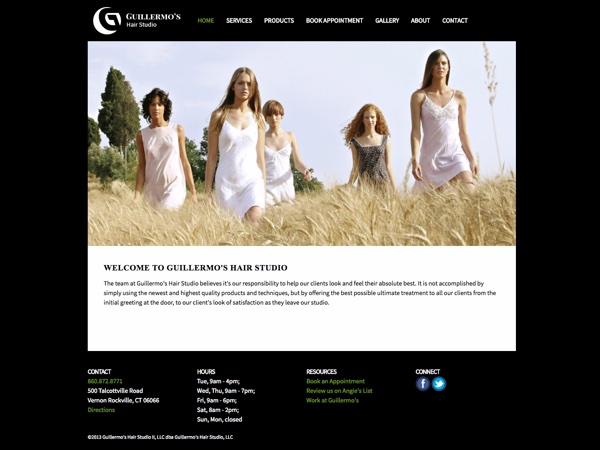 GUILLERMO'S
Hair Studio
HOME SERVICES PRODUCTS BOOK APPOINTMENT GALLERY ABOUT CONTACT
WELCOME TO GUILLERMO'S HAIR STUDIO
The team at Guillermo's Hair Studio believes it's our responsibility to help our clients look and feel their absolute best. It is not accomplished by
simply using the newest and highest quality products and techniques, but by offering the best possible ultimate treatment to all our clients from the
initial greeting at the door, to our client's look of satisfaction as they leave our studio.
CONTACT
860.872.8771
500 Talcottville Road
Vernon Rockville, CT 06066
Directions
HOURS
Tue, 9am - 4pm;
Wed, Thu, 9am - 7pm;
Fri, 9am - 6pm;
Sat, 8am - 2pm;
Sun, Mon, closed
RESOURCES
Book an Appointment
Review us on Angie's List
Work at Guillermo's
CONNECT
©2013 Guillermo's Hair Studio II, LLC dba Guillermo's Hair Studio, LLC